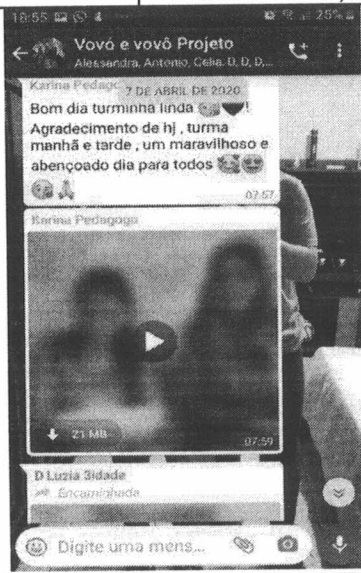 18:55 25%
Vovó e vovô Projeto
Alessandra, Antonio, Celia, D, D, D,...
Karina Pedago
7 DE ABRIL DE 2020
Bom dia turminha linda !
Agradecimento de hj , turma
manhã e tarde , um maravilhoso e
abençoado dia para todos
07:57
Karina Pedagoga
21 MB
07:59
D Luzia 3idade
Encaminhada
Digite uma mens...